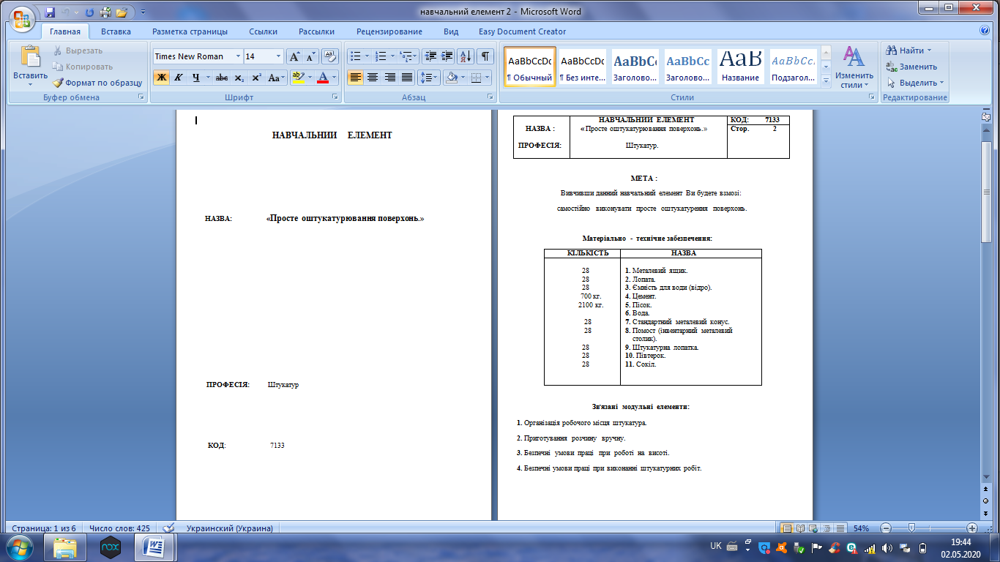 навчальний елемент 2 - Microsoft Word
Главная Вставка Разметка страницы Ссылки Рассылки Рецензирование Вид Easy Document Creator
Вставить
Вырезать
Копировать
Формат по образцу
Буфер обмена
Times New Roman 14
Ж К Ч abc x₂ x² Aa
Шрифт
Абзац
AaBbCcDc AaBbCcDc AaBbC AaBbCc AaB AaBbCc.
¶ Обычный ¶ Без инте... Заголово... Заголово... Название Подзагол...
Стили
Изменить стили
Найти
Заменить
Выделить
Редактирование
НАВЧАЛЬНИЙ ЕЛЕМЕНТ
НАЗВА: «Просте оштукатурювання поверхонь.»
ПРОФЕСІЯ: Штукатур
КОД: 7133
НАВЧАЛЬНИЙ ЕЛЕМЕНТ КОД: 7133
НАЗВА : «Просте оштукатурювання поверхонь.» Стор. 2
ПРОФЕСІЯ: Штукатур.
МЕТА :
Вивчивши данний навчальний елемент Ви будете взмозі:
самостійно виконувати просте оштукатурення поверхонь.
Матеріально - технічне забезпечення:
КІЛЬКІСТЬ НАЗВА
28 1. Металевий ящик.
28 2. Лопата.
28 3. Ємність для води (відро).
700 кг. 4. Цемент.
2100 кг. 5. Пісок.
6. Вода.
28 7. Стандартний металевий конус.
28 8. Помост (інвентарний металевий
столик).
28 9. Штукатурна лопатка.
28 10. Півтерок.
28 11. Сокіл.
Зв'язані модульні елементи:
1. Організація робочого місця штукатура.
2. Приготування розчину вручну.
3. Безпечні умови праці при роботі на висоті.
4. Безпечні умови праці при виконанні штукатурних робіт.
Страница: 1 из 6 Число слов: 425 Украинский (Украина) 54%
nox UK 19:44
02.05.2020